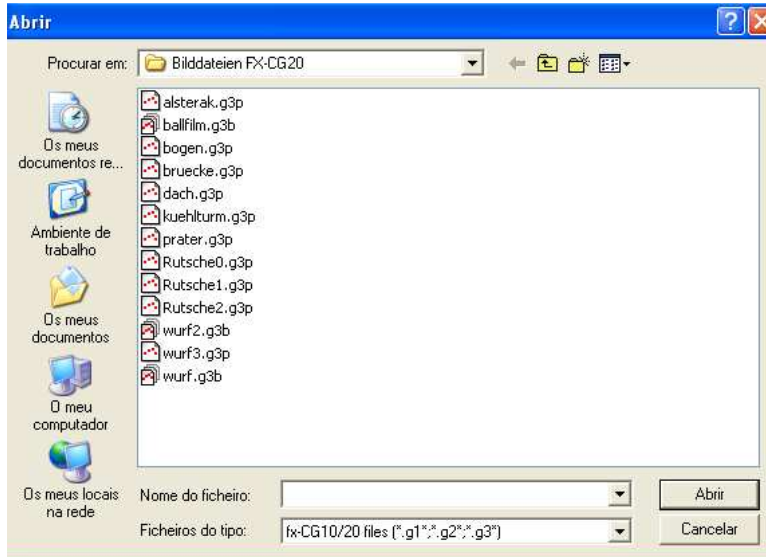 Abrir
Procurar em:
Bilddateien FX-CG20
Os meus
documentos re...
Ambiente de
trabalho
Os meus
documentos
O meu
computador
Os meus locais
na rede
alsterak.g3p
ballfilm.g3b
bogen.g3p
bruecke.g3p
dach.g3p
kuehlturm.g3p
prater.g3p
Rutsche0.g3p
Rutsche1.g3p
Rutsche2.g3p
wurf2.g3b
wurf3.g3p
wurf.g3b
Nome do ficheiro:
Abrir
Ficheiros do tipo:
fx-CG10/20 files (*.g1*;*.g2*;*.g3*)
Cancelar